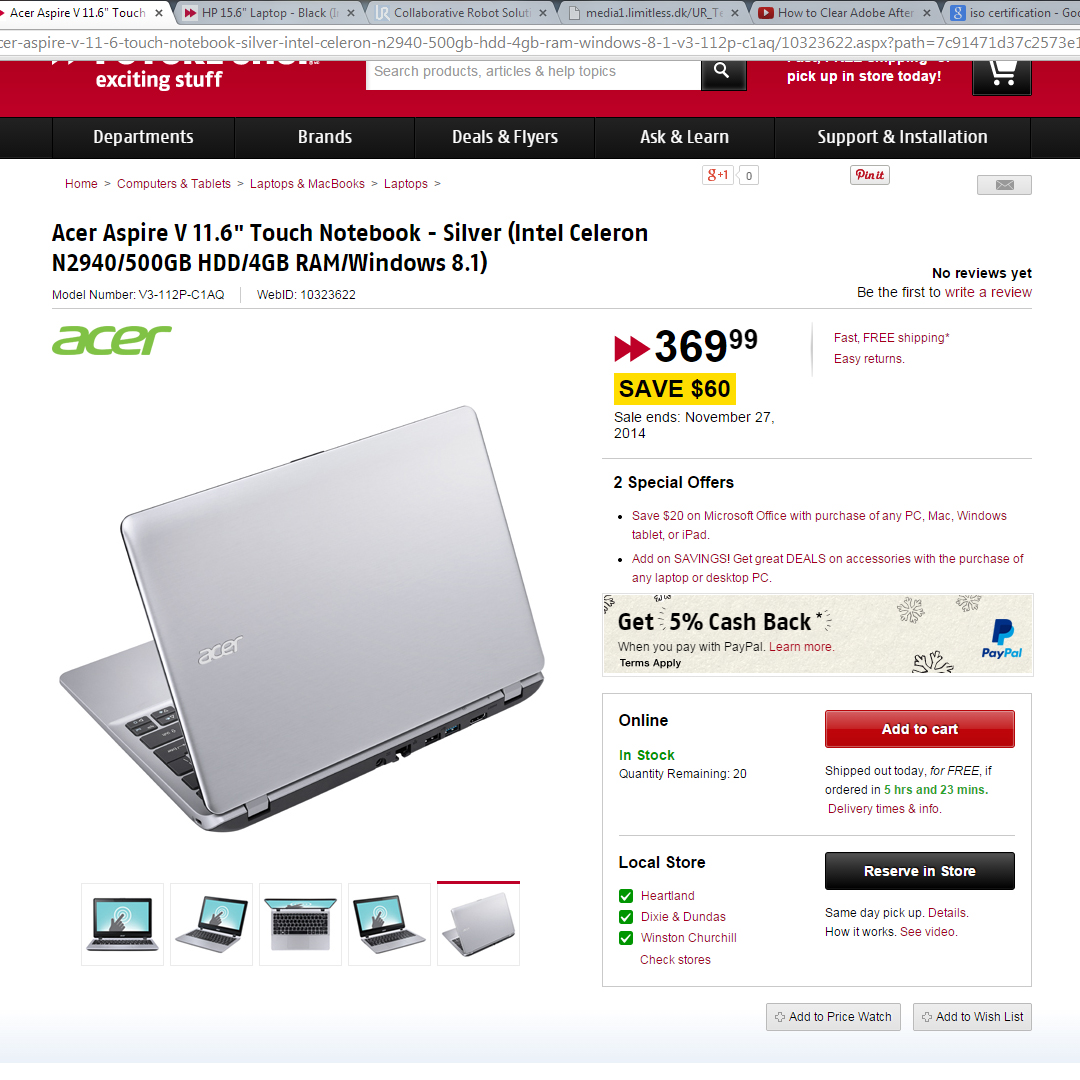 Acer Aspire V 11.6" Touch
HP 15.6" Laptop - Black (I
Collaborative Robot Soluti
media1.limitless.dk/UR_Te
How to Clear Adobe After
iso certification - Goo
cer-aspire-v-11-6-touch-notebook-silver-intel-celeron-n2940-500gb-hdd-4gb-ram-windows-8-1-v3-112p-c1aq/10323622.aspx?path=7c91471d37c2573e1
exciting stuff
Search products, articles & help topics
pick up in store today!
Departments
Brands
Deals & Flyers
Ask & Learn
Support & Installation
Home > Computers & Tablets > Laptops & MacBooks > Laptops >
g+1 0
Pin it
Acer Aspire V 11.6" Touch Notebook - Silver (Intel Celeron
N2940/500GB HDD/4GB RAM/Windows 8.1)
Model Number: V3-112P-C1AQ
WebID: 10323622
No reviews yet
Be the first to write a review
acer
369 99
SAVE $60
Sale ends: November 27,
2014
Fast, FREE shipping*
Easy returns.
2 Special Offers
• Save $20 on Microsoft Office with purchase of any PC, Mac, Windows
tablet, or iPad.
• Add on SAVINGS! Get great DEALS on accessories with the purchase of
any laptop or desktop PC.
Get 5% Cash Back *
When you pay with PayPal. Learn more.
Terms Apply
PayPal
acer
Online
In Stock
Quantity Remaining: 20
Add to cart
Shipped out today, for FREE, if
ordered in 5 hrs and 23 mins.
Delivery times & info.
Local Store
Heartland
Dixie & Dundas
Winston Churchill
Check stores
Reserve in Store
Same day pick up. Details.
How it works. See video.
Add to Price Watch
Add to Wish List